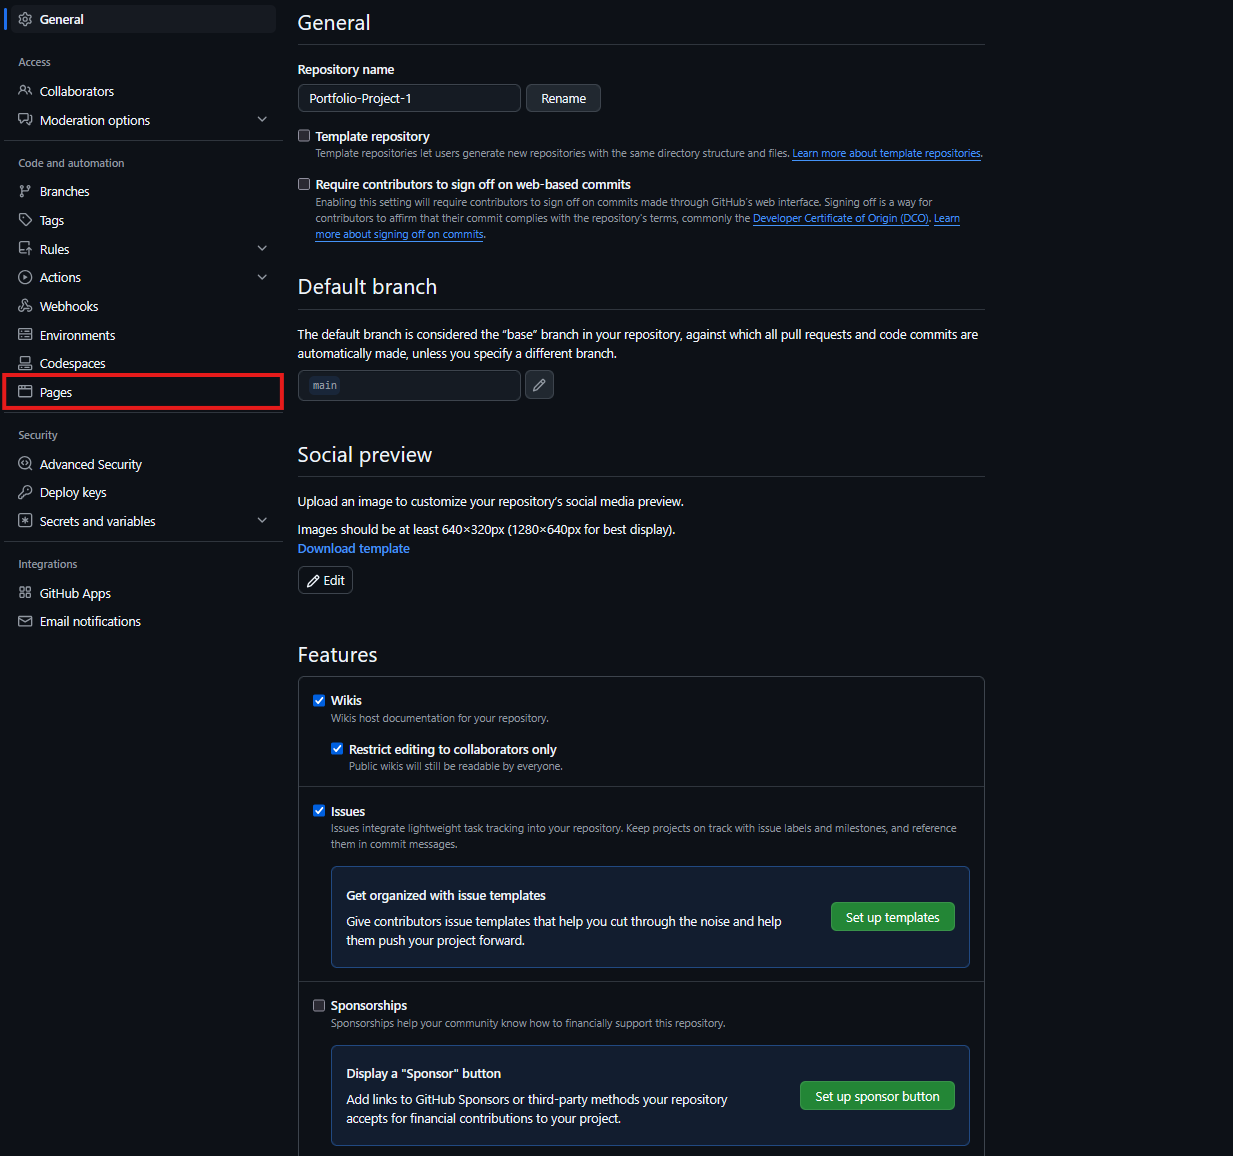 General
Access
Collaborators
Moderation options
Code and automation
Branches
Tags
Rules
Actions
Webhooks
Environments
Codespaces
Pages
Security
Advanced Security
Deploy keys
Secrets and variables
Integrations
GitHub Apps
Email notifications
General
Repository name
Portfolio-Project-1
Rename
Template repository
Template repositories let users generate new repositories with the same directory structure and files. Learn more about template repositories.
Require contributors to sign off on web-based commits
Enabling this setting will require contributors to sign off on commits made through GitHub's web interface. Signing off is a way for
contributors to affirm that their commit complies with the repository's terms, commonly the Developer Certificate of Origin (DCO). Learn
more about signing off on commits.
Default branch
The default branch is considered the “base” branch in your repository, against which all pull requests and code commits are
automatically made, unless you specify a different branch.
main
Social preview
Upload an image to customize your repository's social media preview.
Images should be at least 640×320px (1280×640px for best display).
Download template
Edit
Features
Wikis
Wikis host documentation for your repository.
Restrict editing to collaborators only
Public wikis will still be readable by everyone.
Issues
Issues integrate lightweight task tracking into your repository. Keep projects on track with issue labels and milestones, and reference
them in commit messages.
Get organized with issue templates
Give contributors issue templates that help you cut through the noise and help
them push your project forward.
Set up templates
Sponsorships
Sponsorships help your community know how to financially support this repository.
Display a "Sponsor" button
Add links to GitHub Sponsors or third-party methods your repository
accepts for financial contributions to your project.
Set up sponsor button